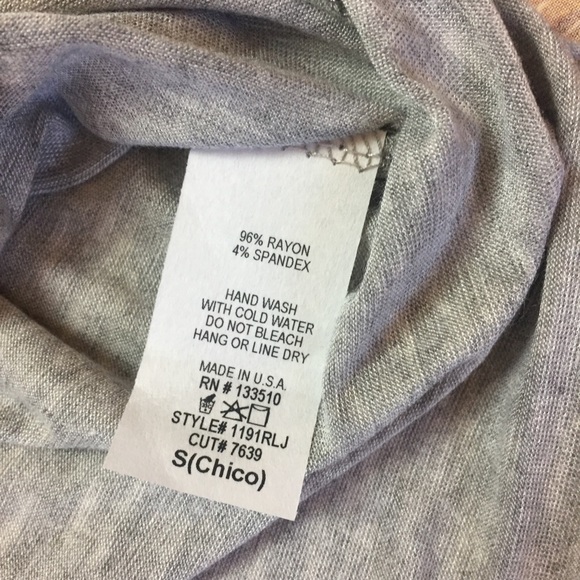 96% RAYON
4% SPANDEX
HAND WASH
WITH COLD WATER
DO NOT BLEACH
HANG OR LINE DRY
MADE IN U.S.A.
RN # 133510
STYLE# 1191RLJ
CUT# 7639
S(Chico)